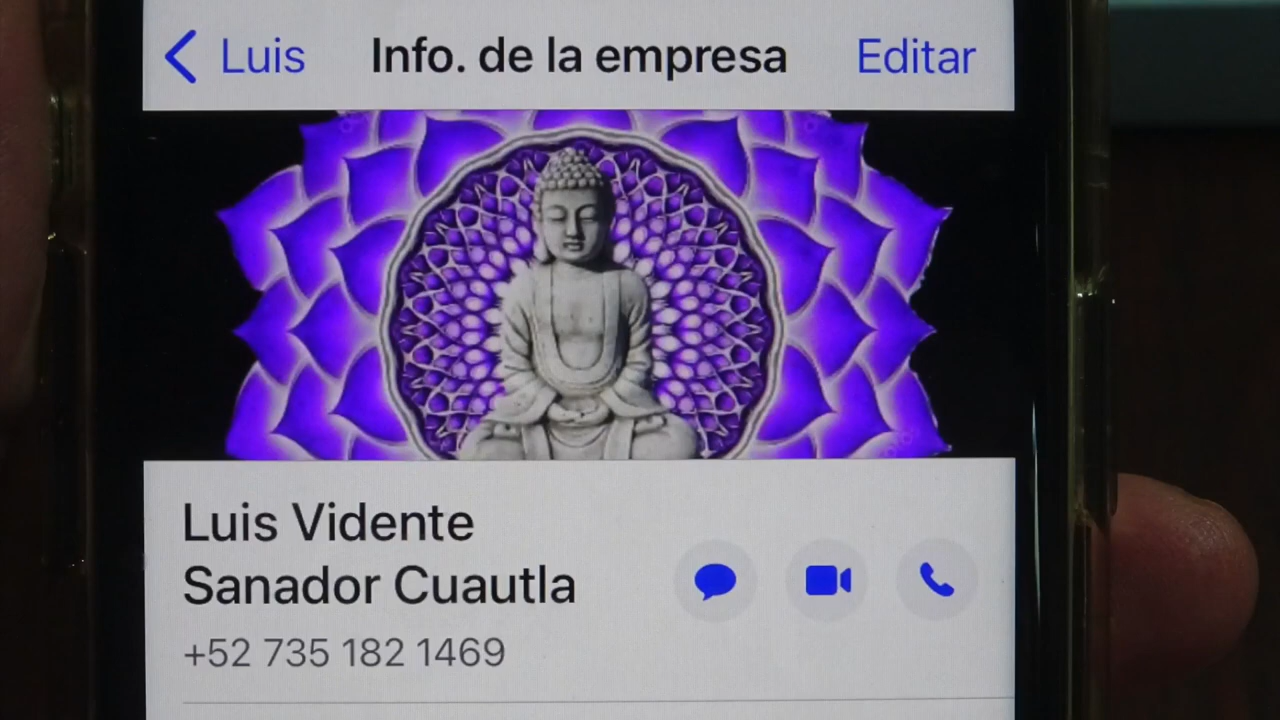 Luis Info. de la empresa Editar
Luis Vidente
Sanador Cuautla
+52 735 182 1469